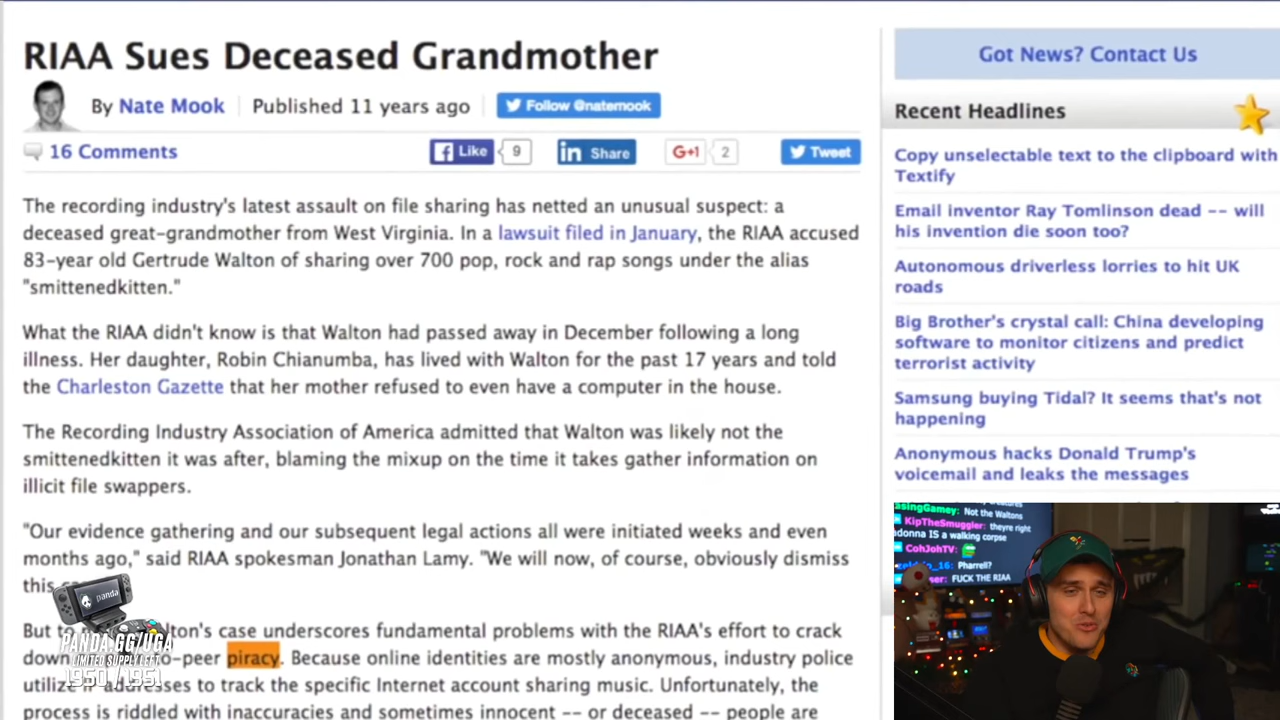 RIAA Sues Deceased Grandmother
By Nate Mook
Published 11 years ago
Follow @natemook
16 Comments
Like
9
in Share
G+1
2
Tweet
The recording industry's latest assault on file sharing has netted an unusual suspect: a
deceased great-grandmother from West Virginia. In a lawsuit filed in January, the RIAA accused
83-year old Gertrude Walton of sharing over 700 pop, rock and rap songs under the alias
"smittenedkitten."
What the RIAA didn't know is that Walton had passed away in December following a long
illness. Her daughter, Robin Chianumba, has lived with Walton for the past 17 years and told
the Charleston Gazette that her mother refused to even have a computer in the house.
The Recording Industry Association of America admitted that Walton was likely not the
smittenedkitten it was after, blaming the mixup on the time it takes gather information on
illicit file swappers.
"Our evidence gathering and our subsequent legal actions all were initiated weeks and even
months ago," said RIAA spokesman Jonathan Lamy. "We will now, of course, obviously dismiss
this
But lton's case underscores fundamental problems with the RIAA's effort to crack
down o-peer piracy. Because online identities are mostly anonymous, industry police
utiliz esses to track the specific Internet account sharing music. Unfortunately, the
process is riddled with inaccuracies and sometimes innocent -- or deceased -- people are
panda
PANDA.GG/UGA
LIMITED SUPPLY LEFT
1950 / 1951
Got News? Contact Us
Recent Headlines
Copy unselectable text to the clipboard with
Textify
Email inventor Ray Tomlinson dead -- will
his invention die soon too?
Autonomous driverless lorries to hit UK
roads
Big Brother's crystal call: China developing
software to monitor citizens and predict
terrorist activity
Samsung buying Tidal? It seems that's not
happening
Anonymous hacks Donald Trump's
voicemail and leaks the messages
asingGamey: Not the Waltons
KipTheSmuggler: theyre right
adonna IS a walking corpse
CohJohTV:
_16: Pharrell?
ser: FUCK THE RIAA